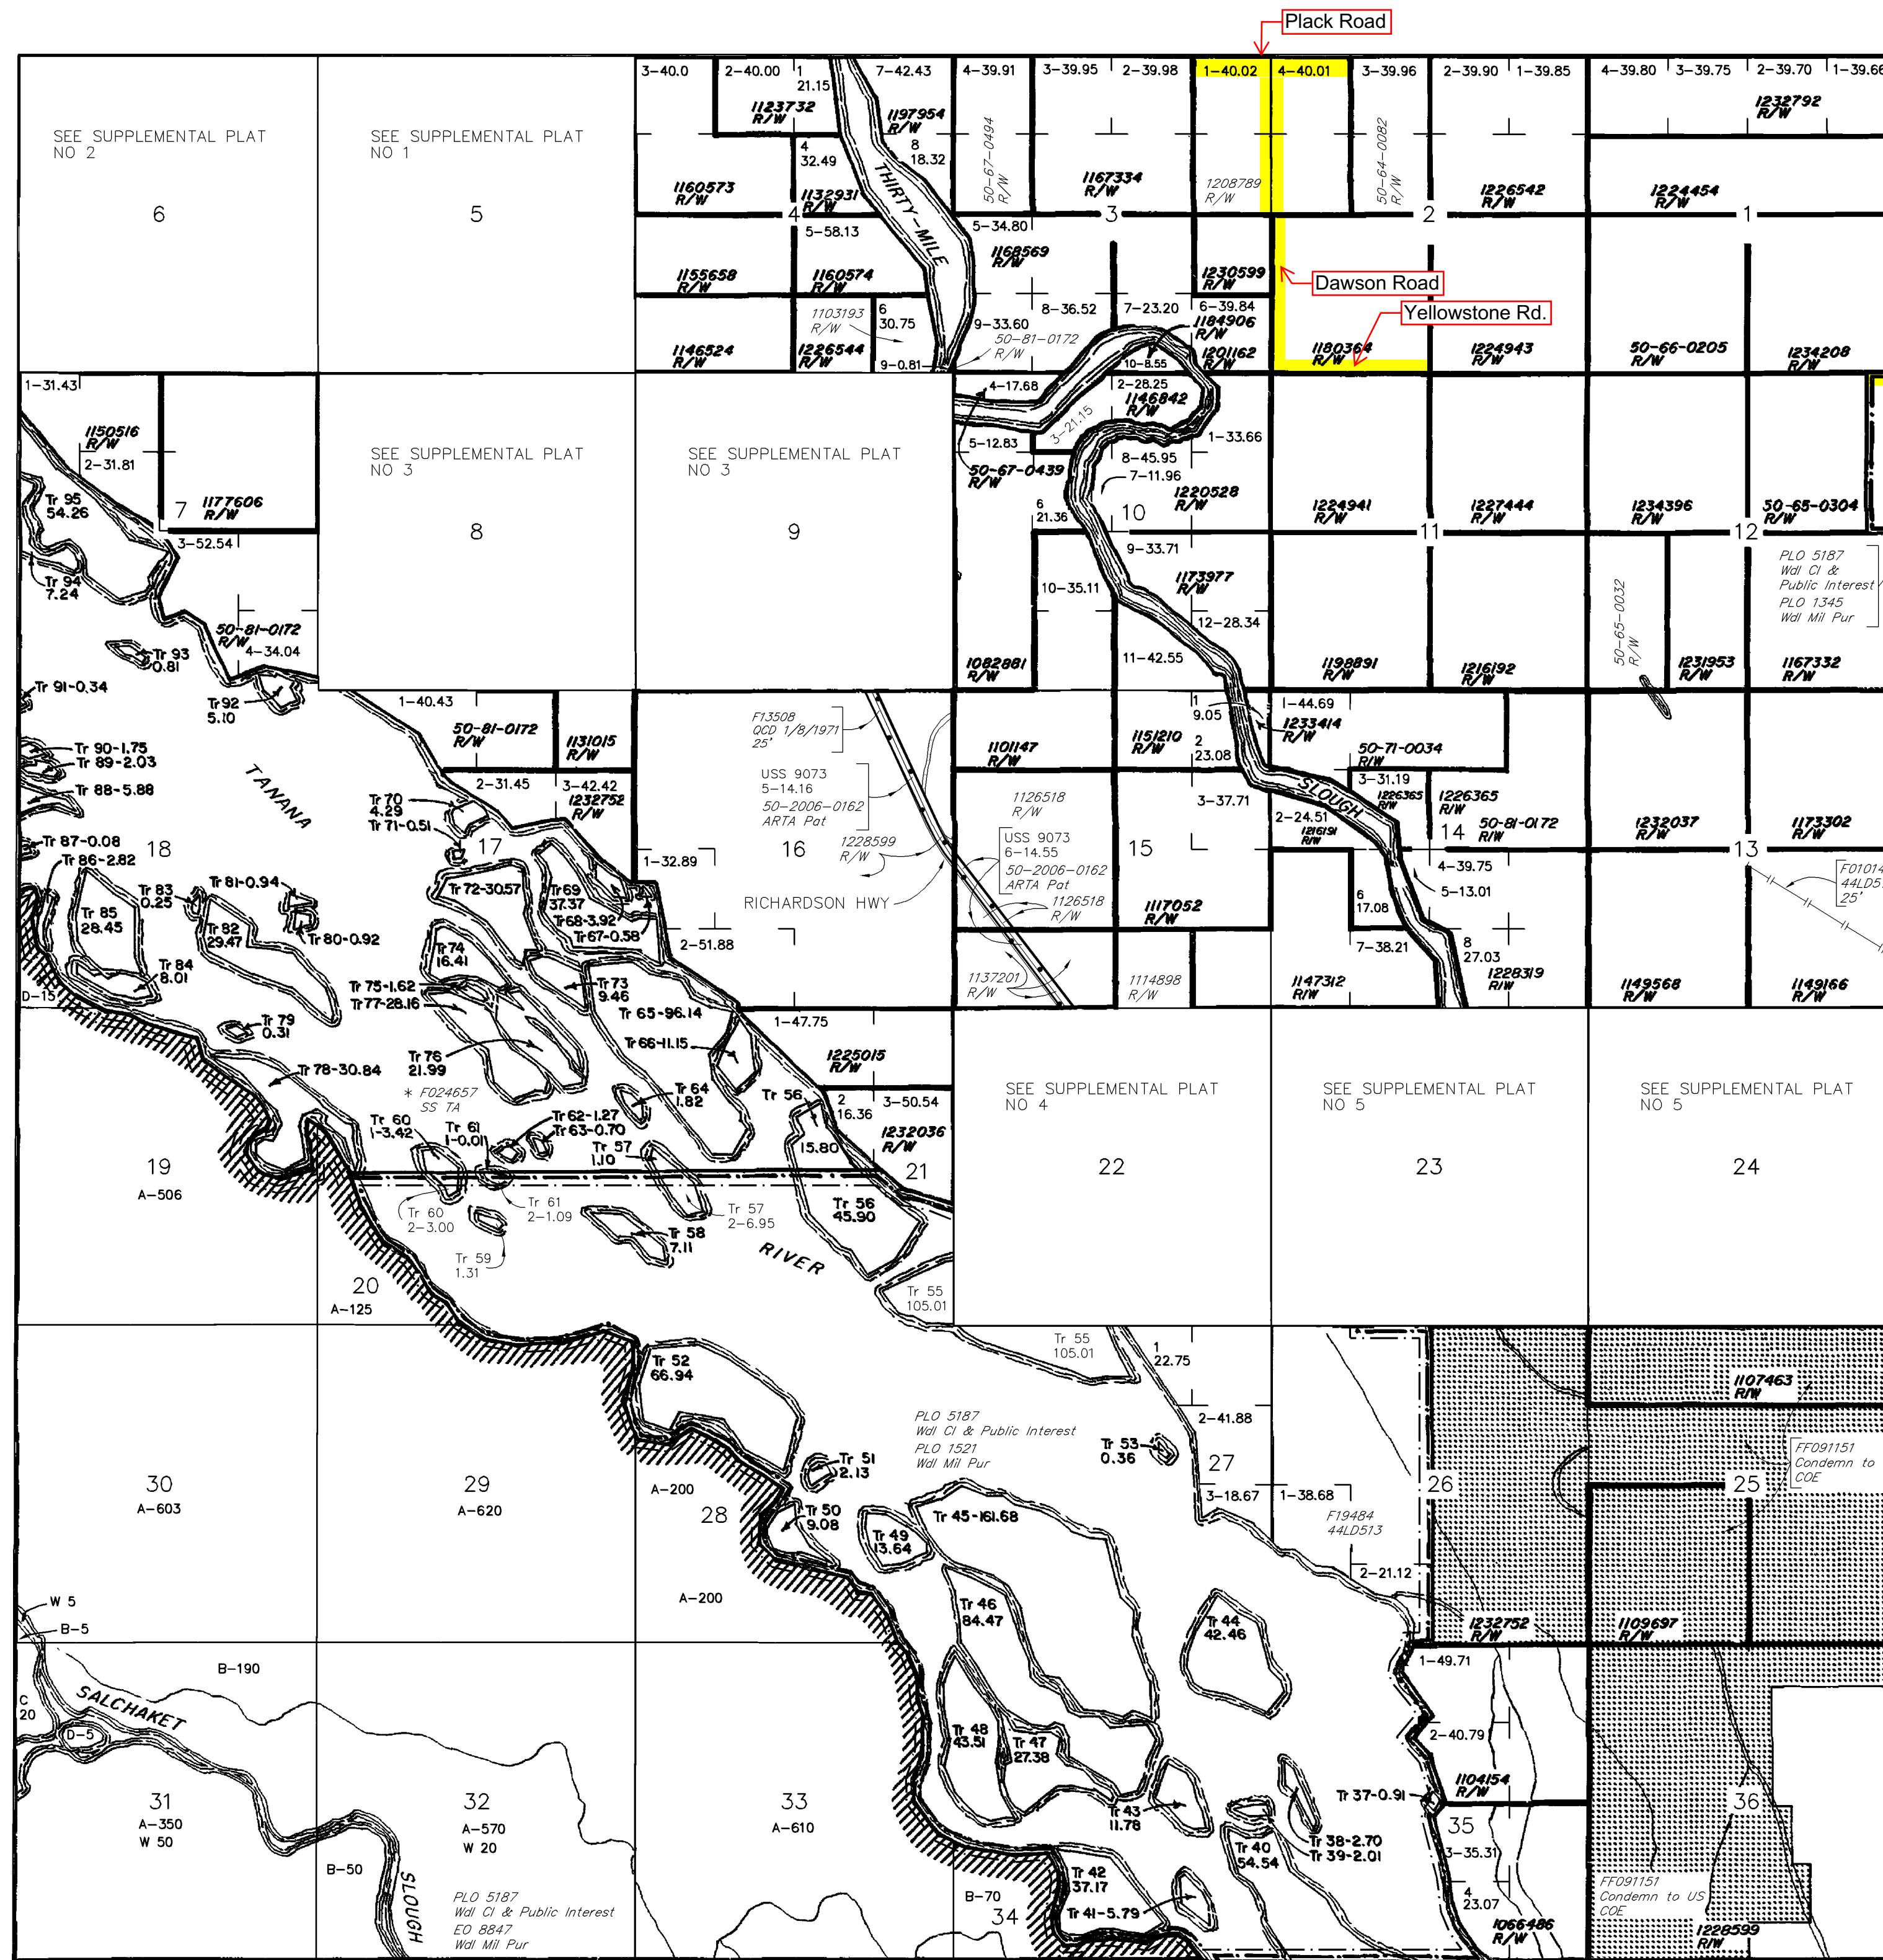 Plack Road
3-40.0
2-40.00
1
21.15
7-42.43
4-39.91
3-39.95
2-39.98
1-40.02
4-40.01
3-39.96
2-39.90
1-39.85
4-39.80
3-39.75
2-39.70
1-39.66
SEE SUPPLEMENTAL PLAT
NO 2
6
SEE SUPPLEMENTAL PLAT
NO 1
5
1123732
R/W
1197954
R/W
8
18.32
4
32.49
1160573
R/W
1132931
R/W
4
5-58.13
THIRTY-MILE
50-67-0494
R/W
1167334
R/W
3
1208789
R/W
50-64-0082
R/W
2
1226542
R/W
1232792
R/W
1224454
R/W
1
1155658
R/W
1160574
R/W
5-34.80
1168569
R/W
1230599
R/W
Dawson Road
Yellowstone Rd.
1103193
R/W
6
30.75
8-36.52
7-23.20
6-39.84
9-33.60
1184906
R/W
50-81-0172
R/W
1146524
R/W
1226544
R/W
9-0.81
10-8.55
1201162
R/W
1180364
R/W
1224943
R/W
50-66-0205
R/W
1234208
R/W
1-31.43
1150516
R/W
2-31.81
7
1177606
R/W
SEE SUPPLEMENTAL PLAT
NO 3
8
SEE SUPPLEMENTAL PLAT
NO 3
9
4-17.68
2-28.25
1146842
R/W
3-21.15
5-12.83
1-33.66
8-45.95
7-11.96
50-67-0439
R/W
1220528
R/W
6
21.36
10
1224941
R/W
11
1227444
R/W
1234396
R/W
50-65-0304
R/W
12
Tr 95
54.26
3-52.54
Tr 94
7.24
9-33.71
1173977
R/W
10-35.11
12-28.34
11-42.55
50-65-0032
R/W
PLO 5187
Wdl Cl &
Public Interest
PLO 1345
Wdl Mil Pur
50-81-0172
R/W
4-34.04
Tr 93
0.81
1082881
R/W
1198891
R/W
1216192
R/W
1231953
R/W
1167332
R/W
Tr 91-0.34
Tr92
5.10
1-40.43
50-81-0172
R/W
1131015
R/W
F13508
QCD 1/8/1971
25'
1101147
R/W
1151210
R/W
1
9.05
2
23.08
1-44.69
1233414
R/W
50-71-0034
R/W
Tr 90-1.75
Tr 89-2.03
Tr 88-5.88
TANANA
2-31.45
3-42.42
1232752
R/W
USS 9073
5-14.16
50-2006-0162
ARTA Pat
1126518
R/W
3-37.71
SLOUGH
3-31.19
1226365
R/W
1226365
R/W
Tr 70
4.29
Tr 71-0.51
17
Tr 87-0.08
Tr 86-2.82
18
1-32.89
16
1228599
R/W
USS 9073
6-14.55
50-2006-0162
ARTA Pat
15
2-24.51
1216191
R/W
14
50-81-0172
R/W
1232037
R/W
1173302
R/W
13
Tr 85
28.45
Tr 83
0.25
Tr 81-0.94
Tr 82
29.47
Tr 80-0.92
Tr 72-30.57
Tr 69
37.37
Tr 68-3.92
Tr 67-0.58
RICHARDSON HWY
1126518
R/W
1117052
R/W
4-39.75
5-13.01
6
17.08
F01014
44LD51
25'
Tr 84
8.01
Tr 74
16.41
2-51.88
7-38.21
8
27.03
D-15
Tr 75-1.62
Tr 77-28.16
Tr 73
9.46
1137201
R/W
1114898
R/W
1147312
R/W
1228319
R/W
1149568
R/W
1149166
R/W
Tr 79
0.31
Tr 65-96.14
1-47.75
Tr 66-11.15
Tr 78-30.84
Tr 76
21.99
1225015
R/W
* F024657
SS TA
Tr 64
1.82
Tr 56
2
16.36
3-50.54
1232036
R/W
SEE SUPPLEMENTAL PLAT
NO 4
22
SEE SUPPLEMENTAL PLAT
NO 5
23
SEE SUPPLEMENTAL PLAT
NO 5
24
Tr 60
1-3.42
Tr 61
1-0.01
Tr 62-1.27
Tr 63-0.70
Tr 57
1.10
15.80
19
A-506
21
Tr 60
2-3.00
Tr 61
2-1.09
Tr 57
2-6.95
Tr 56
45.90
Tr 59
1.31
Tr 58
7.11
RIVER
20
A-125
Tr 55
105.01
Tr 55
105.01
1
22.75
Tr 52
66.94
1107463
R/W
PLO 5187
Wdl Cl & Public Interest
PLO 1521
Wdl Mil Pur
2-41.88
Tr 53
0.36
27
FF091151
Condemn to
COE
30
A-603
29
A-620
A-200
28
Tr 51
2.13
Tr 50
9.08
Tr 49
13.64
Tr 45-161.68
3-18.67
1-38.68
F19484
44LD513
26
25
2-21.12
A-200
Tr 46
84.47
Tr 44
42.46
W 5
B-5
1232752
R/W
1109697
R/W
B-190
1-49.71
C
20
SALCHAKET
D-5
Tr 48
43.51
Tr 47
27.38
2-40.79
1104154
R/W
31
A-350
W 50
32
A-570
W 20
33
A-610
Tr 43
11.78
Tr 37-0.91
35
36
Tr 38-2.70
Tr 39-2.01
Tr 40
54.54
3-35.31
B-50
SLOUGH
PLO 5187
Wdl Cl & Public Interest
EO 8847
Wdl Mil Pur
B-70
34
Tr 42
37.17
Tr 41-5.79
4
23.07
1066486
R/W
FF091151
Condemn to US
COE
1228599
R/W